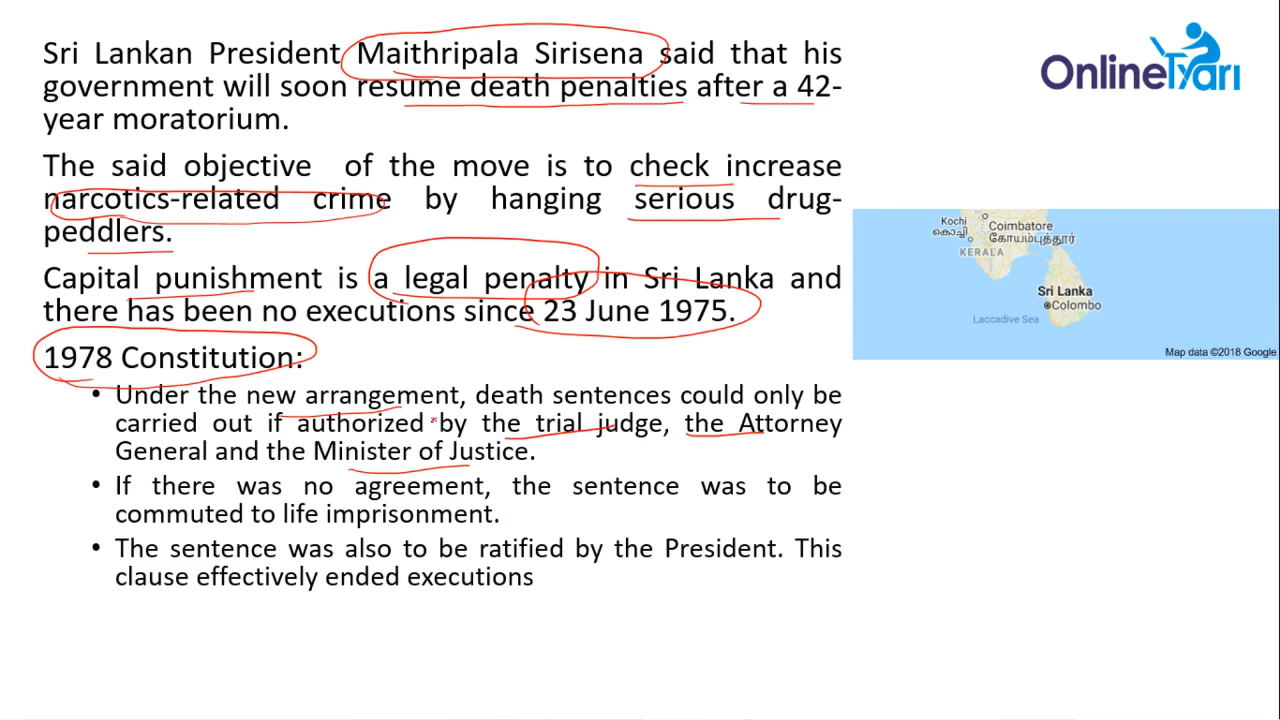 Sri Lankan President Maithripala Sirisena said that his
government will soon resume death penalties after a 42-
year moratorium.
The said objective of the move is to check increase
narcotics-related crime by hanging serious drug-
peddlers.
Capital punishment is a legal penalty in Sri Lanka and
there has been no executions since 23 June 1975.
1978 Constitution:
• Under the new arrangement, death sentences could only be
carried out if authorized by the trial judge, the Attorney
General and the Minister of Justice.
• If there was no agreement, the sentence was to be
commuted to life imprisonment.
• The sentence was also to be ratified by the President. This
clause effectively ended executions
OnlineTyari
Kochi
കൊച്ചി
Coimbatore
கோயம்புத்தூர்
KERALA
Sri Lanka
Colombo
Laccadive Sea
Map data ©2018 Google